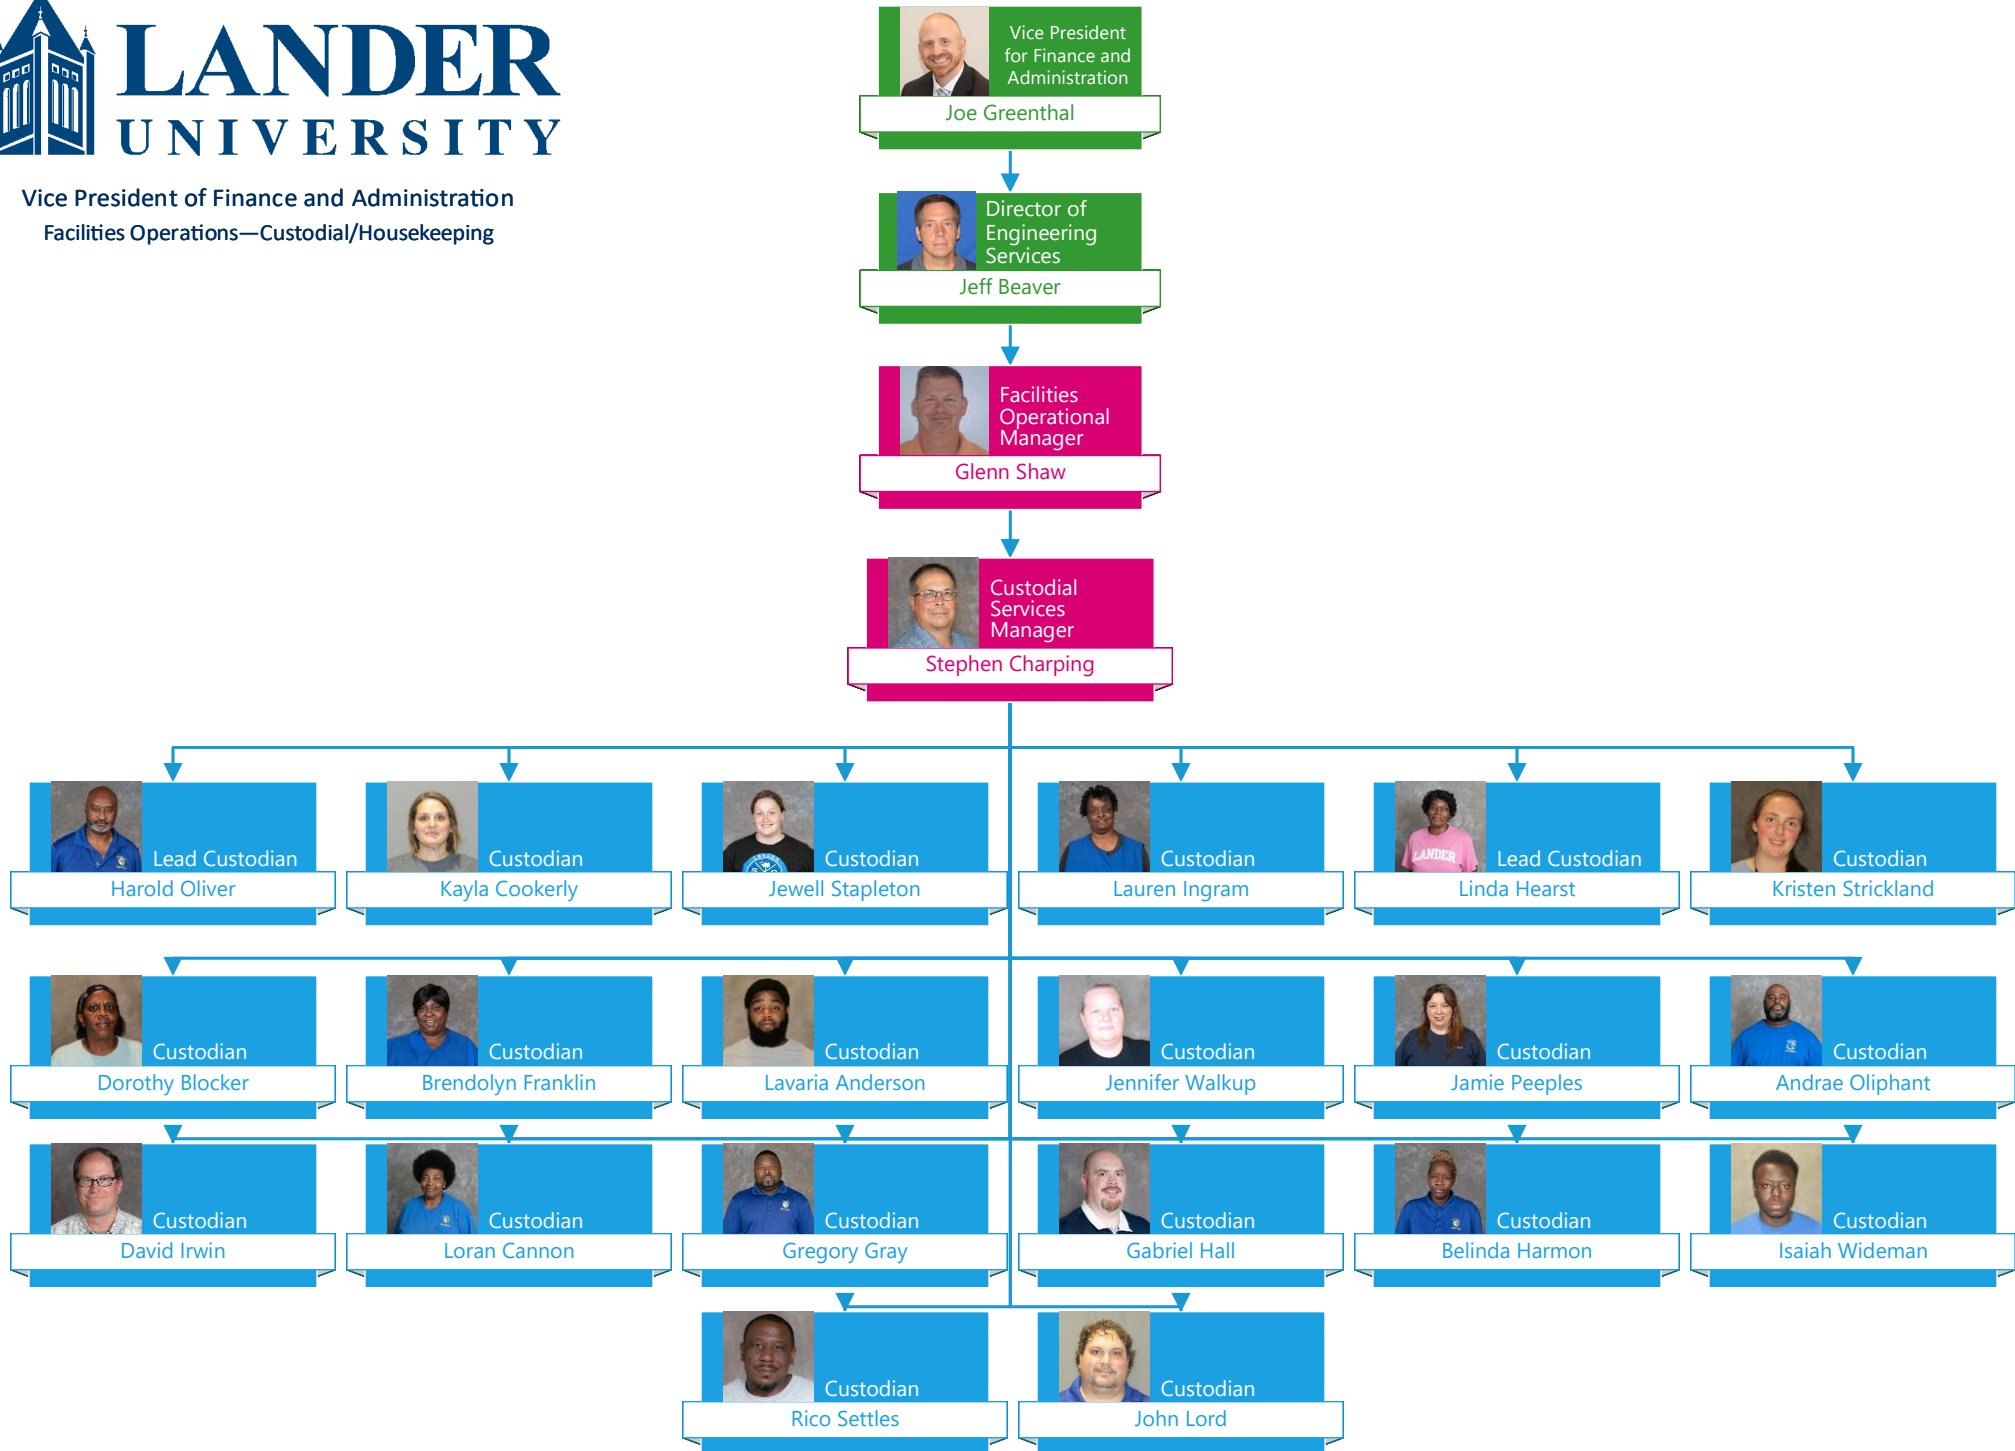 LANDER
UNIVERSITY
Vice President of Finance and Administration
Facilities Operations—Custodial/Housekeeping
Vice President
for Finance and
Administration
Joe Greenthal
Director of
Engineering
Services
Jeff Beaver
Facilities
Operational
Manager
Glenn Shaw
Custodial
Services
Manager
Stephen Charping
Lead Custodian
Harold Oliver
Custodian
Kayla Cookerly
Custodian
Jewell Stapleton
Custodian
Lauren Ingram
LANDER
Lead Custodian
Linda Hearst
Custodian
Kristen Strickland
Custodian
Dorothy Blocker
Custodian
Brendolyn Franklin
Custodian
Lavaria Anderson
Custodian
Jennifer Walkup
Custodian
Jamie Peeples
Custodian
Andrae Oliphant
Custodian
David Irwin
Custodian
Loran Cannon
Custodian
Gregory Gray
Custodian
Gabriel Hall
Custodian
Belinda Harmon
Custodian
Isaiah Wideman
Custodian
Rico Settles
Custodian
John Lord